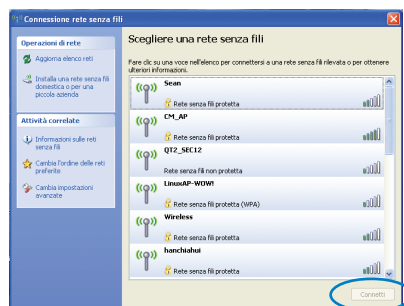 Connessione rete senza fili
Operazioni di rete
Aggiorna elenco reti
Installa una rete senza fili
domestica o per una
piccola azienda
Attività correlate
Informazioni sulle reti
senza fili
Cambia l'ordine delle reti
preferite
Cambia impostazioni
avanzate
Scegliere una rete senza fili
Fare clic su una voce nell'elenco per connettersi a una rete senza fili rilevata o per ottenere
ulteriori informazioni.
Sean
Rete senza fili protetta
CM_AP
Rete senza fili protetta
QT2_SEC12
Rete senza fili non protetta
LinuxAP-WOW!
Rete senza fili protetta (WPA)
Wireless
Rete senza fili protetta
hanchiahui
Rete senza fili protetta
Connetti